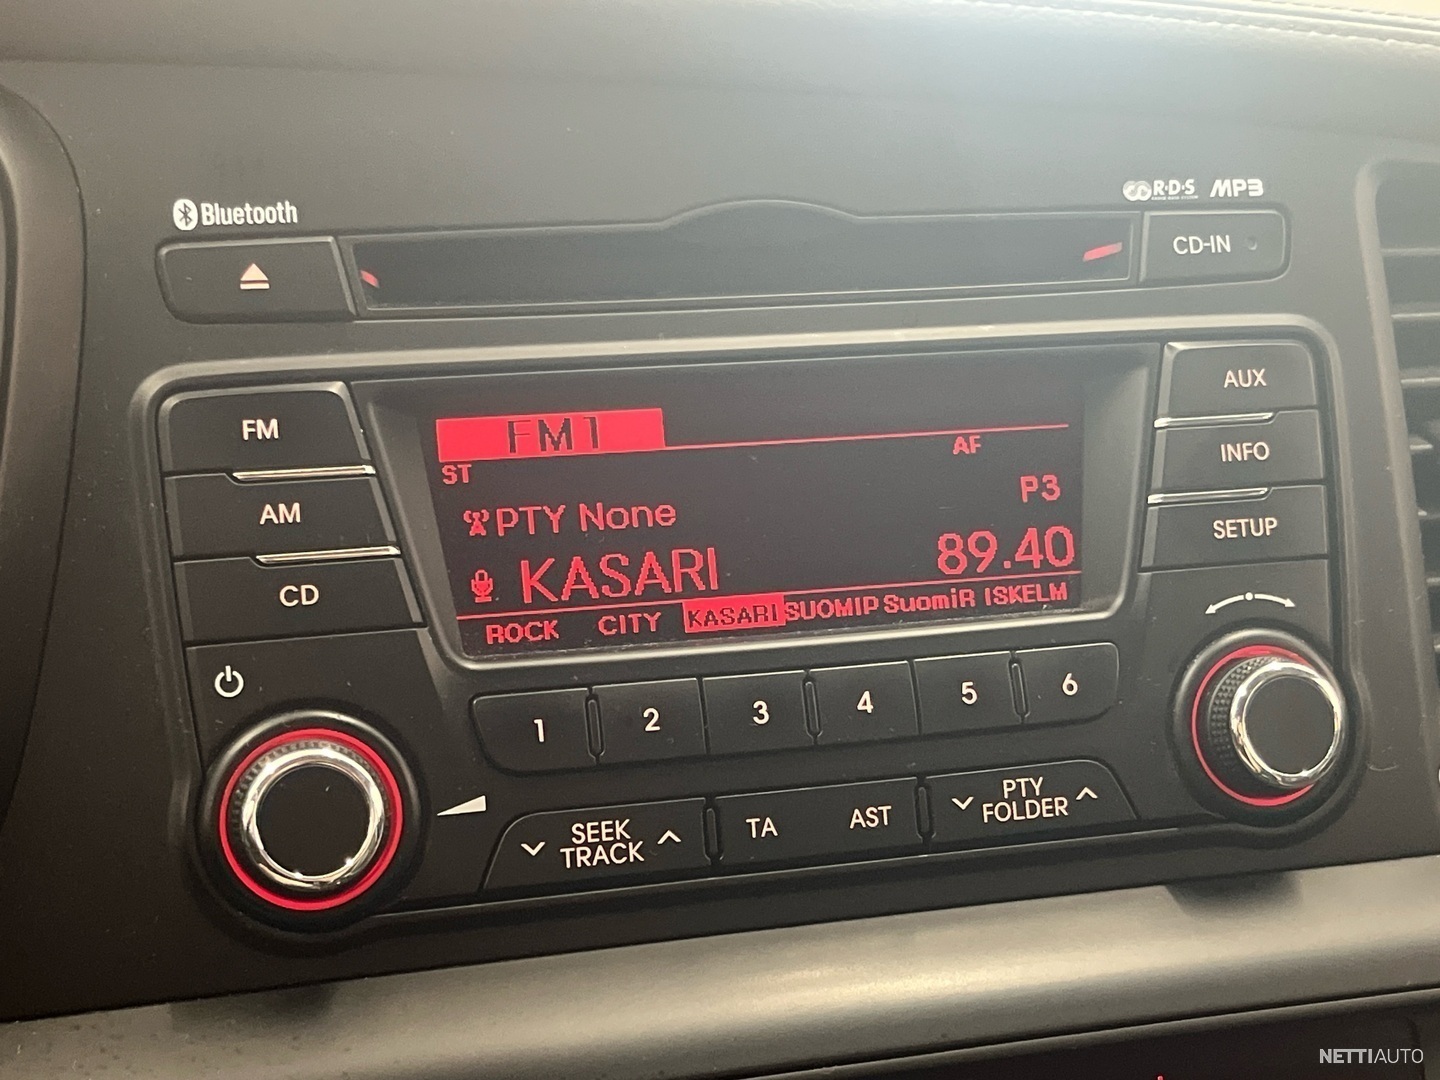 Bluetooth
R·D·S MP3
CD-IN
FM
AM
CD
AUX
INFO
SETUP
FM1
ST
AF
PTY None
P3
KASARI
89.40
ROCK CITY KASARI SUOMIP SuomiR ISKELM
1 2 3 4 5 6
SEEK
TRACK
TA
AST
PTY
FOLDER
NETTIAUTO